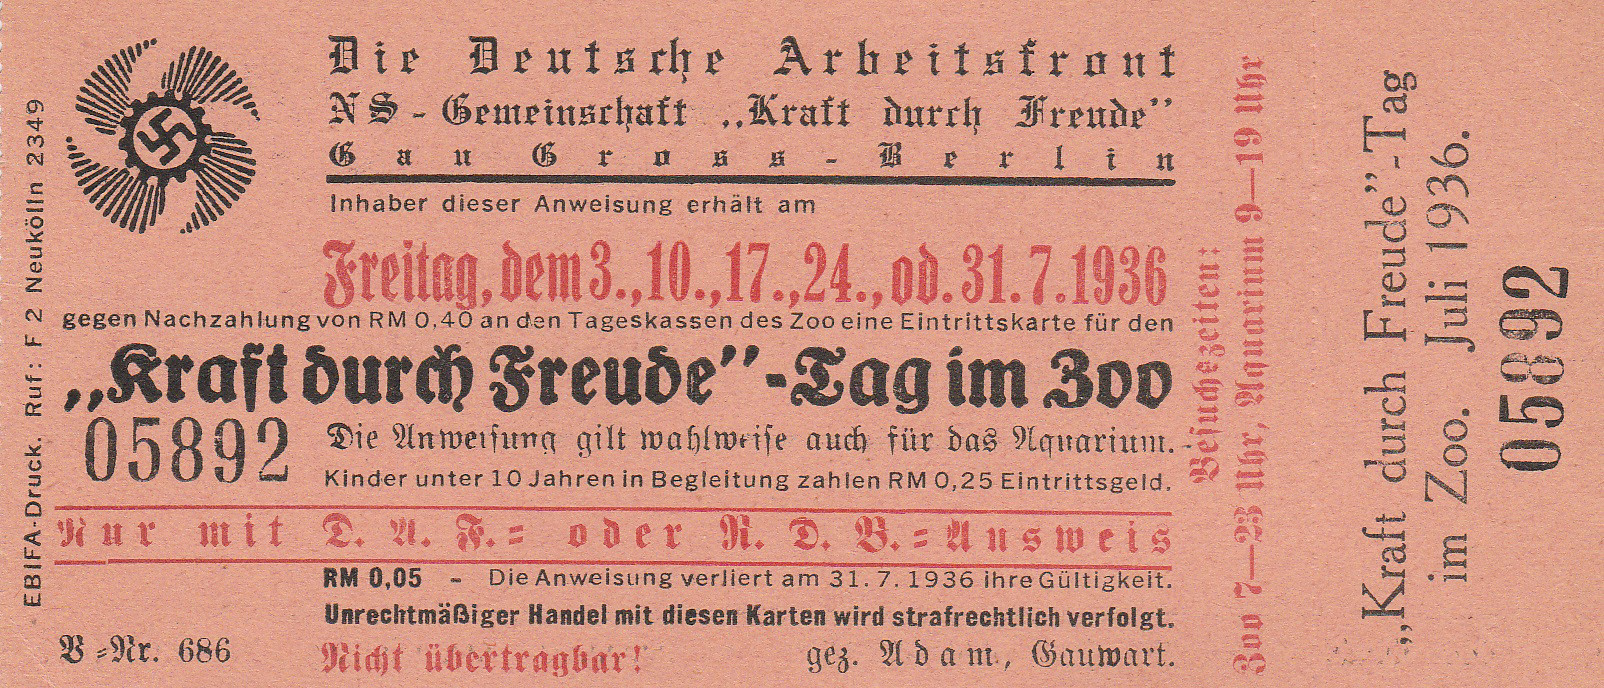 EBIFA-Druck. Ruf: F 2 Neukölln 2349
Die Deutsche Arbeitsfront
NS-Gemeinschaft „Kraft durch Freude”
Gau Gross-Berlin
Inhaber dieser Anweisung erhält am
Freitag, dem 3., 10., 17., 24., od. 31. 7. 1936
gegen Nachzahlung von RM 0,40 an den Tageskassen des Zoo eine Eintrittskarte für den
„Kraft durch Freude”-Tag im Zoo
05892
Die Anweisung gilt wahlweise auch für das Aquarium.
Kinder unter 10 Jahren in Begleitung zahlen RM 0,25 Eintrittsgeld.
Nur mit D. A. F.= oder R. D. B.=Ausweis
RM 0,05 - Die Anweisung verliert am 31. 7. 1936 ihre Gültigkeit.
Unrechtmäßiger Handel mit diesen Karten wird strafrechtlich verfolgt.
V=Nr. 686
Nicht übertragbar!
gez. Adam, Gauwart.
Besuchszeiten:
Zoo 7—23 Uhr, Aquarium 9—19 Uhr
„Kraft durch Freude”-Tag
im Zoo. Juli 1936.
05892